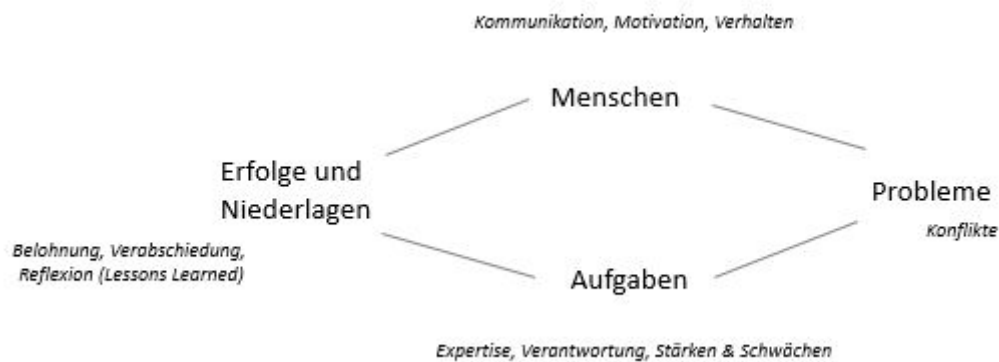 Kommunikation, Motivation, Verhalten
Menschen
Erfolge und
Niederlagen
Probleme
Konflikte
Belohnung, Verabschiedung,
Reflexion (Lessons Learned)
Aufgaben
Expertise, Verantwortung, Stärken & Schwächen